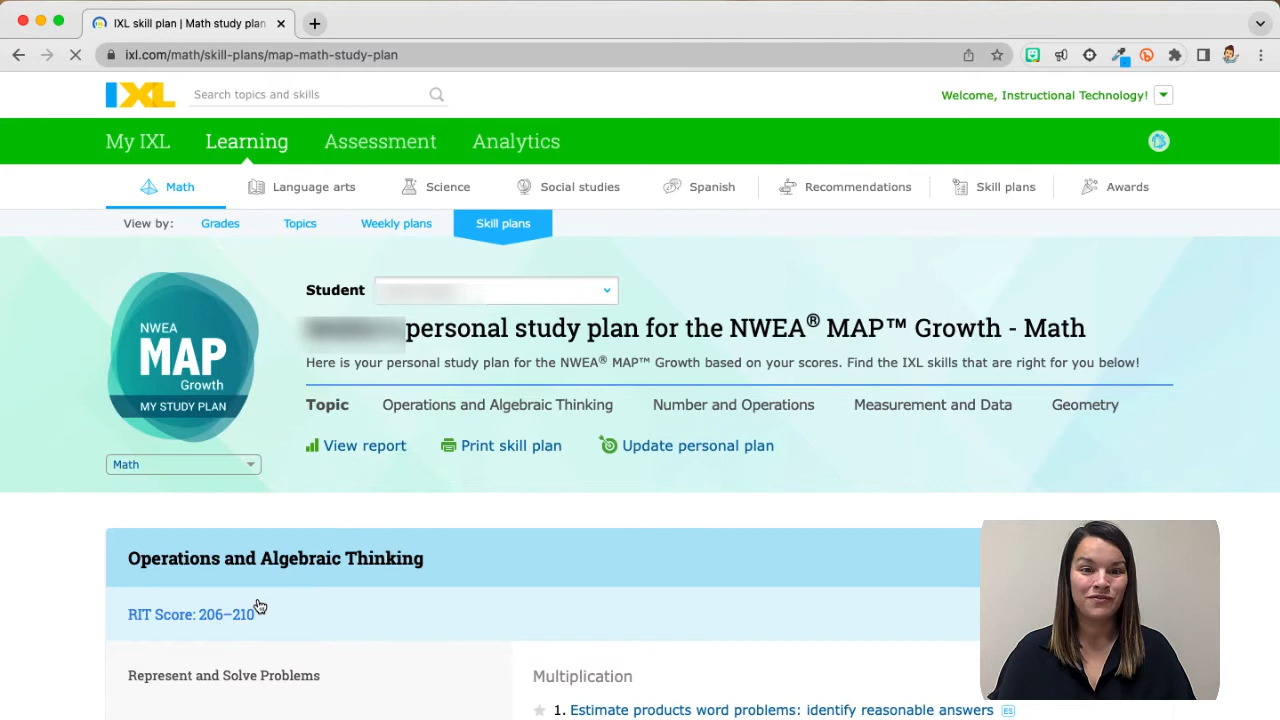 IXL skill plan | Math study plan
ixl.com/math/skill-plans/map-math-study-plan
IXL
Search topics and skills
Welcome, Instructional Technology!
My IXL Learning Assessment Analytics
Math Language arts Science Social studies Spanish Recommendations Skill plans Awards
View by: Grades Topics Weekly plans Skill plans
NWEA
MAP
Growth
MY STUDY PLAN
Math
Student
personal study plan for the NWEA® MAP™ Growth - Math
Here is your personal study plan for the NWEA® MAP™ Growth based on your scores. Find the IXL skills that are right for you below!
Topic Operations and Algebraic Thinking Number and Operations Measurement and Data Geometry
View report Print skill plan Update personal plan
Operations and Algebraic Thinking
RIT Score: 206–210
Represent and Solve Problems
Multiplication
1. Estimate products word problems: identify reasonable answers ES